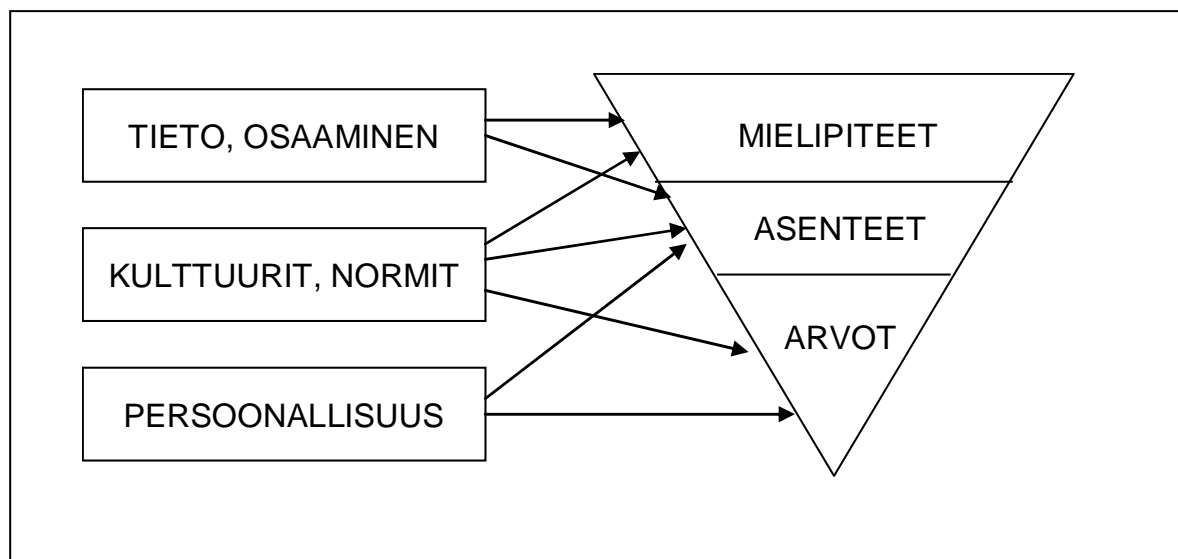 TIETO, OSAAMINEN
KULTTUURIT, NORMIT
PERSOONALLISUUS
MIELIPITEET
ASENTEET
ARVOT